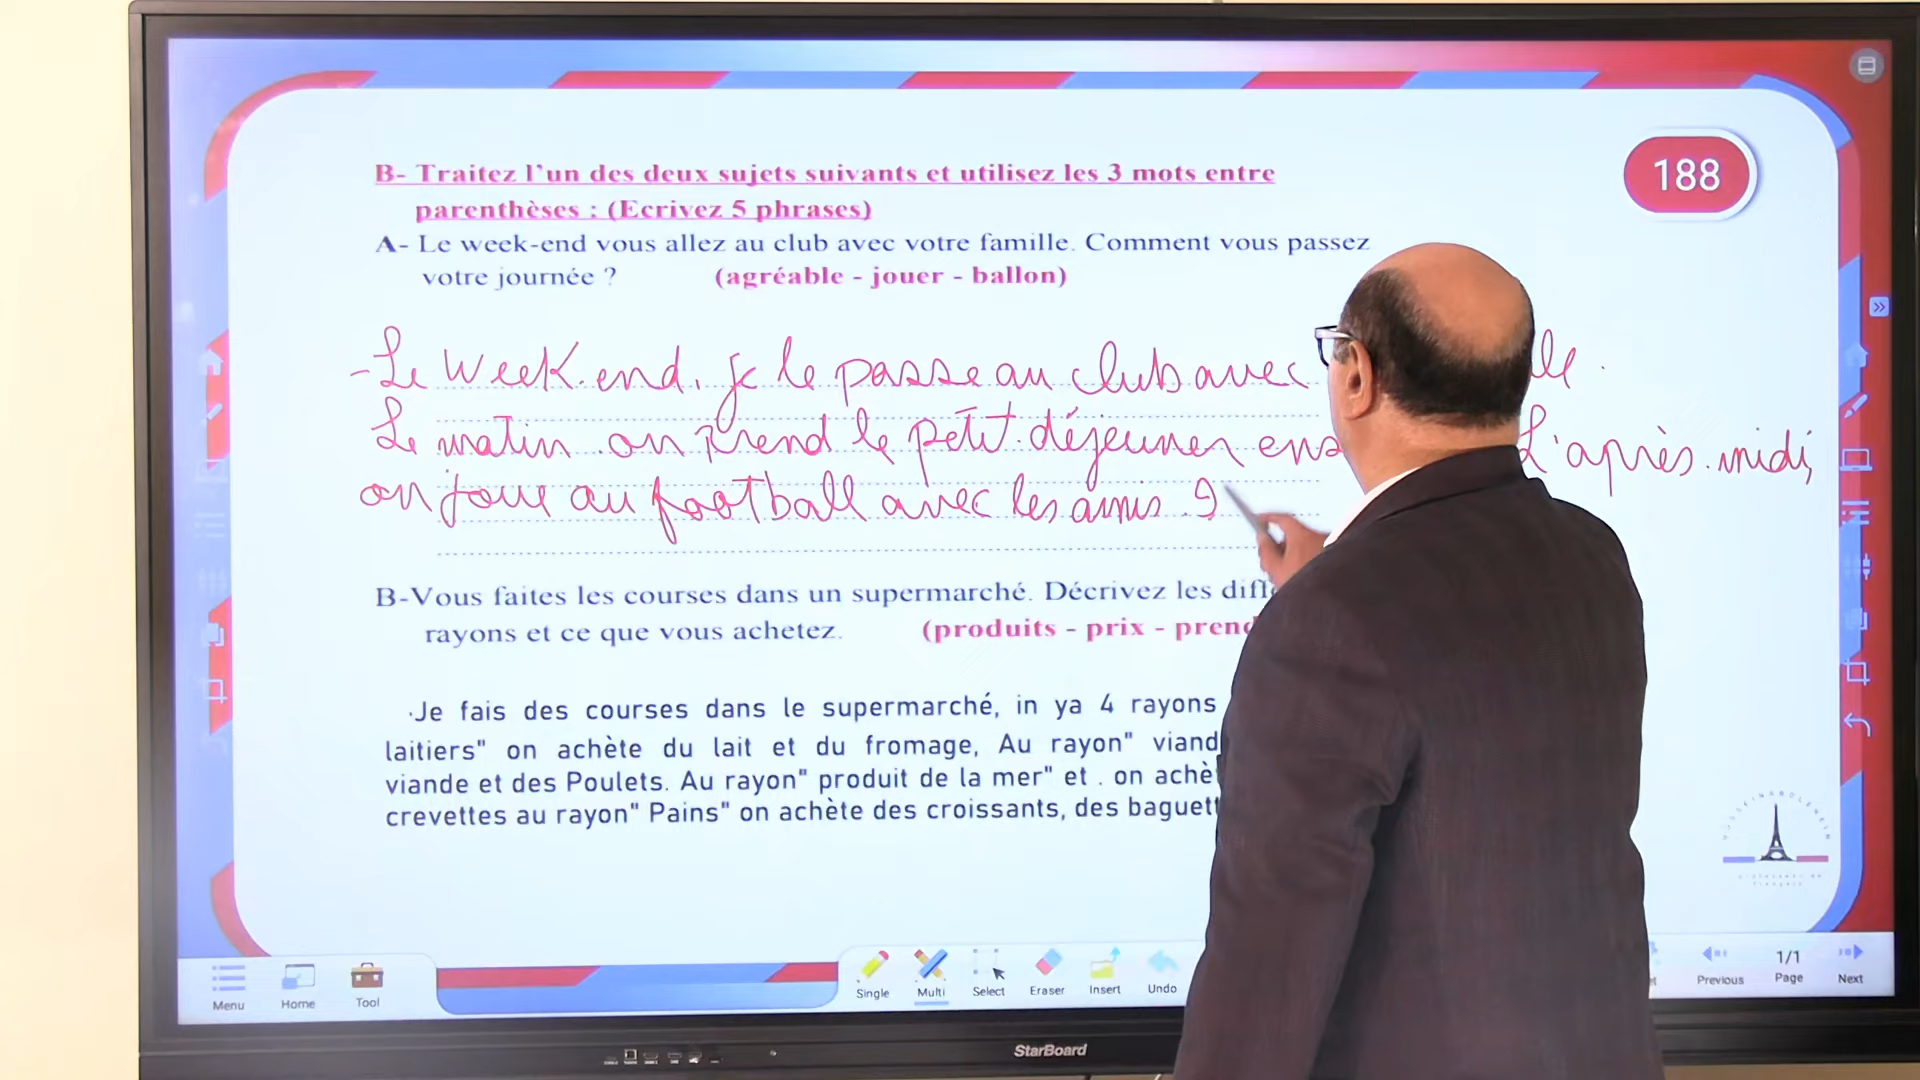 188
B- Traitez l'un des deux sujets suivants et utilisez les 3 mots entre
parenthèses : (Ecrivez 5 phrases)
A- Le week-end vous allez au club avec votre famille. Comment vous passez
votre journée ? (agréable - jouer - ballon)
- Le week-end, je le passe au club avec lle.
Le matin on prend le petit-déjeuner ens L'après-midi,
on joue au football avec les amis.
B-Vous faites les courses dans un supermarché. Décrivez les diff
rayons et ce que vous achetez. (produits - prix - prend
Je fais des courses dans le supermarché, in ya 4 rayons
laitiers" on achète du lait et du fromage, Au rayon" viand
viande et des Poulets. Au rayon" produit de la mer" et . on achè
crevettes au rayon" Pains" on achète des croissants, des baguett
Menu
Home
Tool
Single
Multi
Select
Eraser
Insert
Undo
Previous
1/1
Page
Next
StarBoard